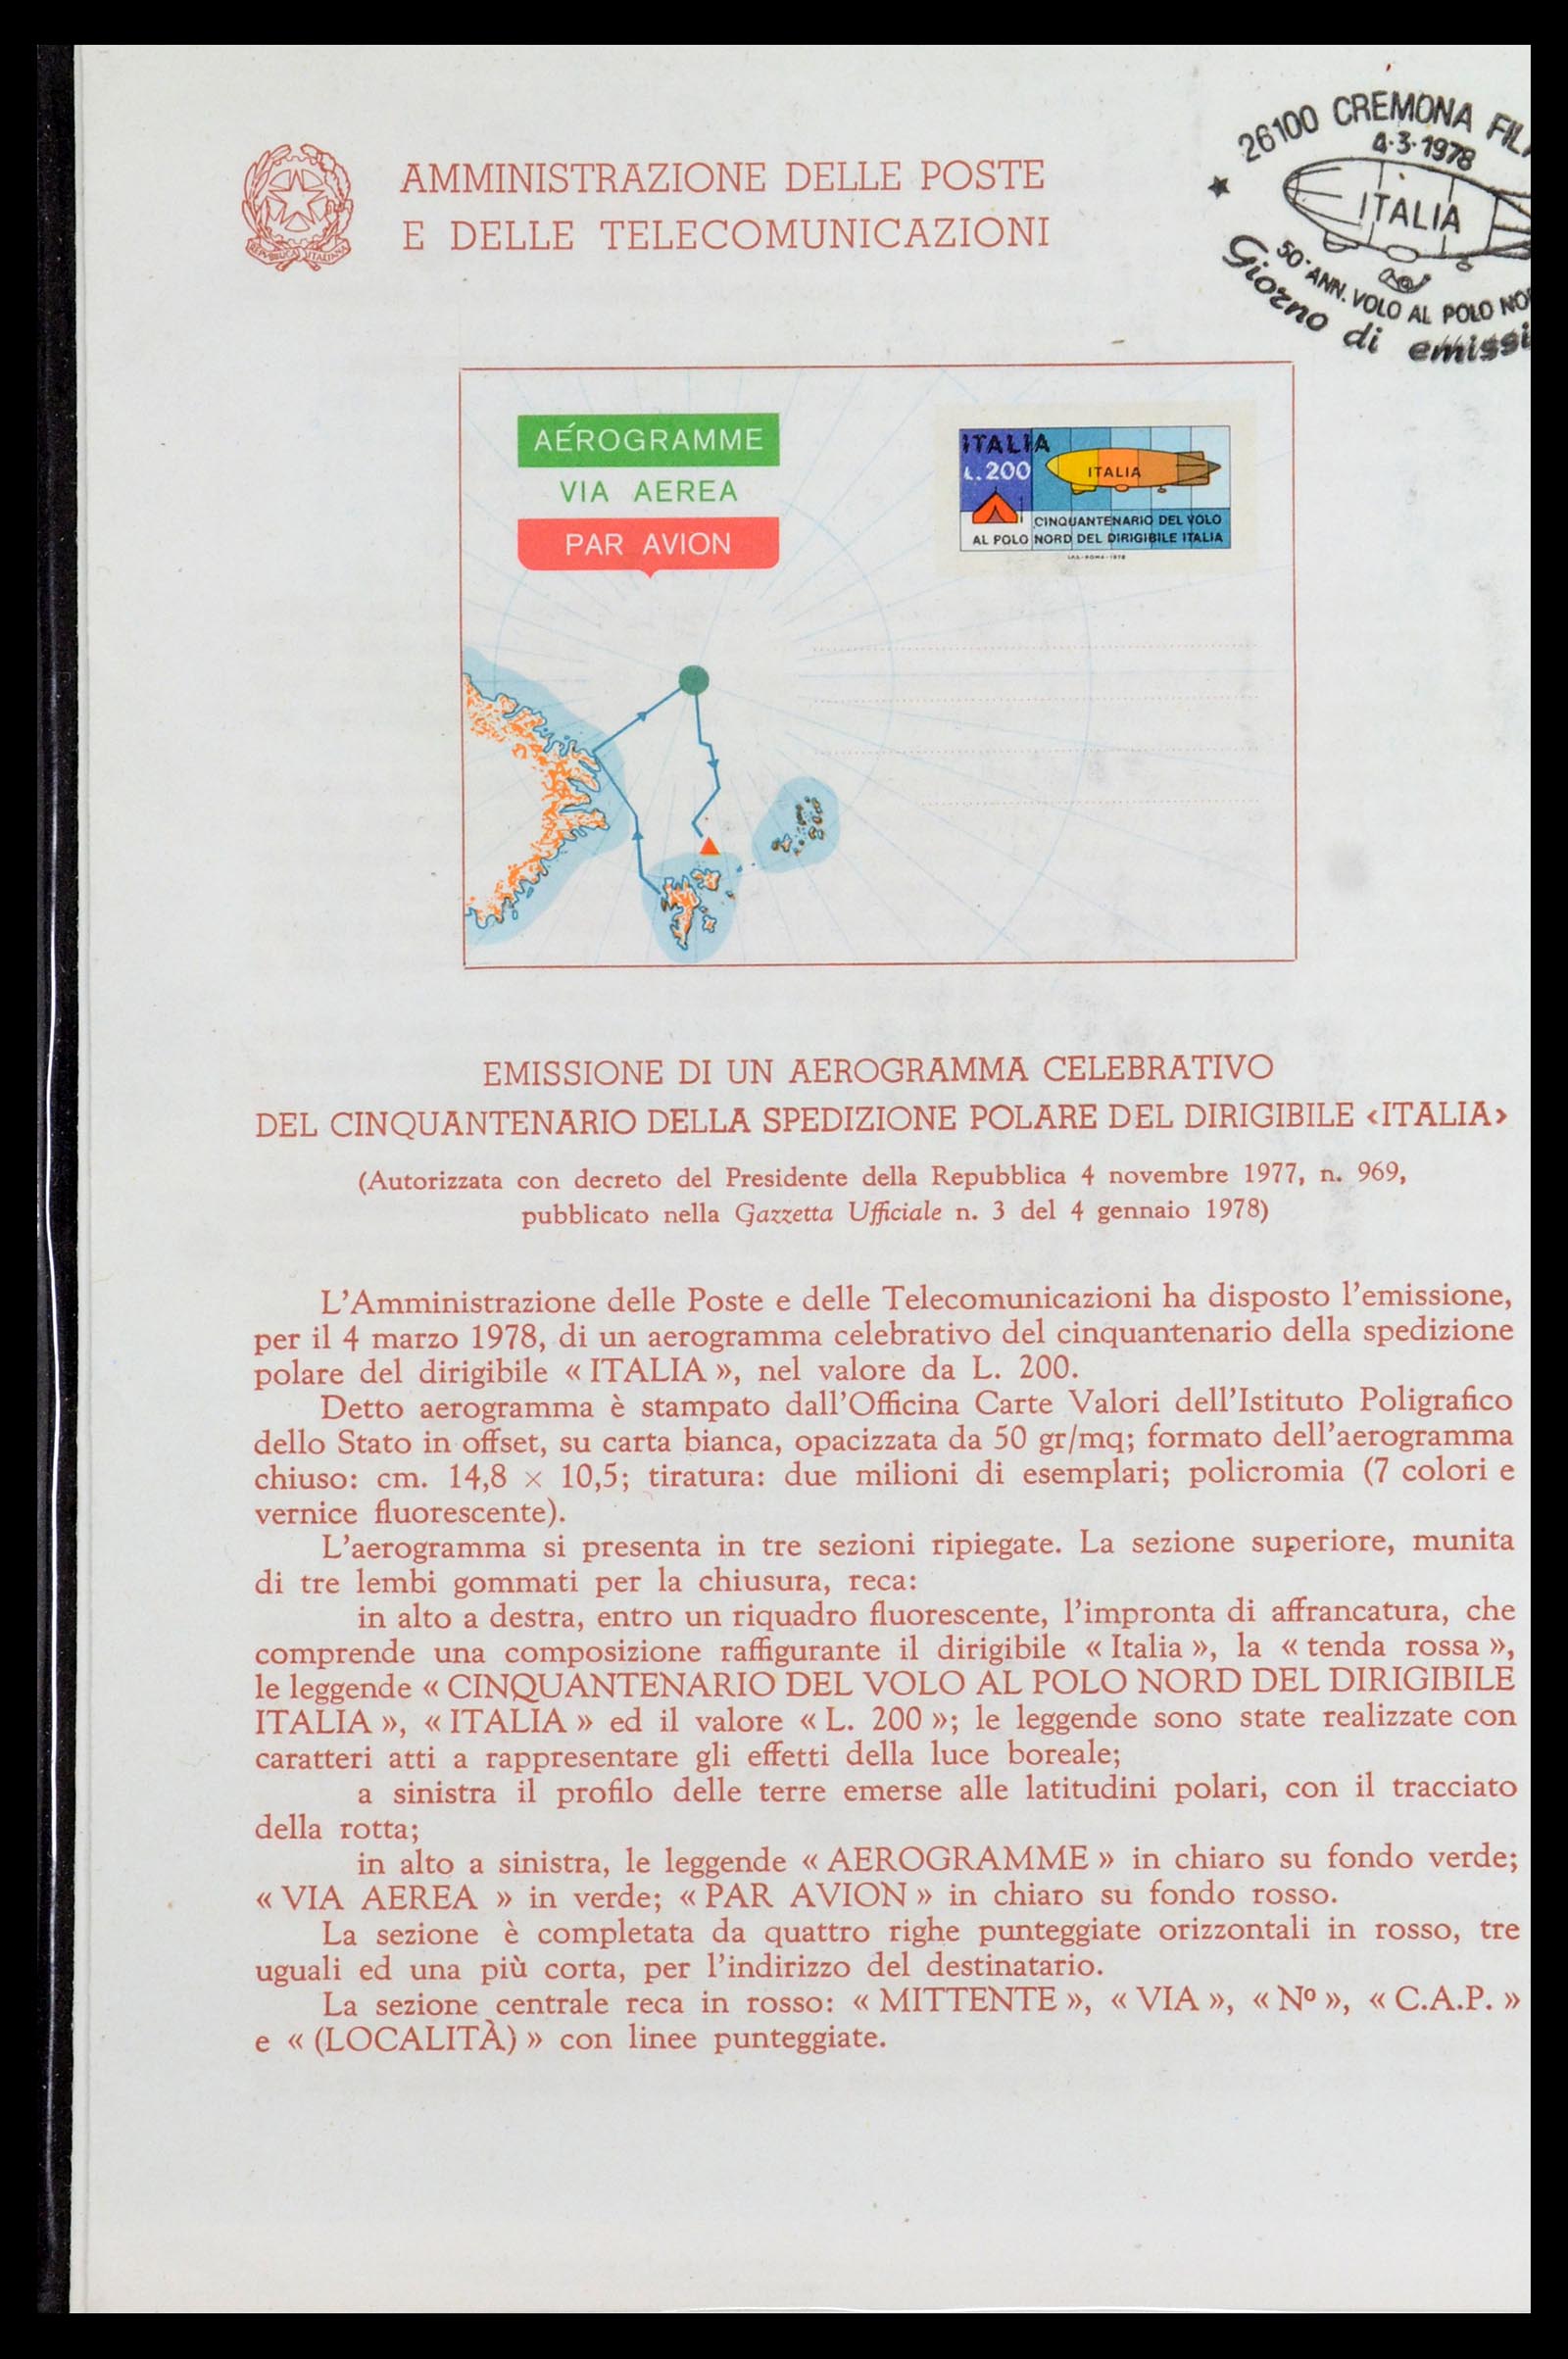 26100 CREMONA
4·3·1978
ITALIA
50° ANN. VOLO AL POLO
Giorno di
REPVBBLICA ITALIANA
AMMINISTRAZIONE DELLE POSTE
E DELLE TELECOMUNICAZIONI
AÉROGRAMME
VIA AEREA
PAR AVION
ITALIA
L.200
ITALIA
CINQUANTENARIO DEL VOLO
AL POLO NORD DEL DIRIGIBILE ITALIA
EMISSIONE DI UN AEROGRAMMA CELEBRATIVO
DEL CINQUANTENARIO DELLA SPEDIZIONE POLARE DEL DIRIGIBILE ‹ITALIA›
(Autorizzata con decreto del Presidente della Repubblica 4 novembre 1977, n. 969,
pubblicato nella Gazzetta Ufficiale n. 3 del 4 gennaio 1978)
L'Amministrazione delle Poste e delle Telecomunicazioni ha disposto l'emissione,
per il 4 marzo 1978, di un aerogramma celebrativo del cinquantenario della spedizione
polare del dirigibile « ITALIA », nel valore da L. 200.
Detto aerogramma è stampato dall'Officina Carte Valori dell'Istituto Poligrafico
dello Stato in offset, su carta bianca, opacizzata da 50 gr/mq; formato dell'aerogramma
chiuso: cm. 14,8 × 10,5; tiratura: due milioni di esemplari; policromia (7 colori e
vernice fluorescente).
L'aerogramma si presenta in tre sezioni ripiegate. La sezione superiore, munita
di tre lembi gommati per la chiusura, reca:
in alto a destra, entro un riquadro fluorescente, l'impronta di affrancatura, che
comprende una composizione raffigurante il dirigibile « Italia », la « tenda rossa »,
le leggende « CINQUANTENARIO DEL VOLO AL POLO NORD DEL DIRIGIBILE
ITALIA », « ITALIA » ed il valore « L. 200 »; le leggende sono state realizzate con
caratteri atti a rappresentare gli effetti della luce boreale;
a sinistra il profilo delle terre emerse alle latitudini polari, con il tracciato
della rotta;
in alto a sinistra, le leggende « AEROGRAMME » in chiaro su fondo verde;
« VIA AEREA » in verde; « PAR AVION » in chiaro su fondo rosso.
La sezione è completata da quattro righe punteggiate orizzontali in rosso, tre
uguali ed una più corta, per l'indirizzo del destinatario.
La sezione centrale reca in rosso: « MITTENTE », « VIA », « Nº », « C.A.P. »
e « (LOCALITÀ) » con linee punteggiate.